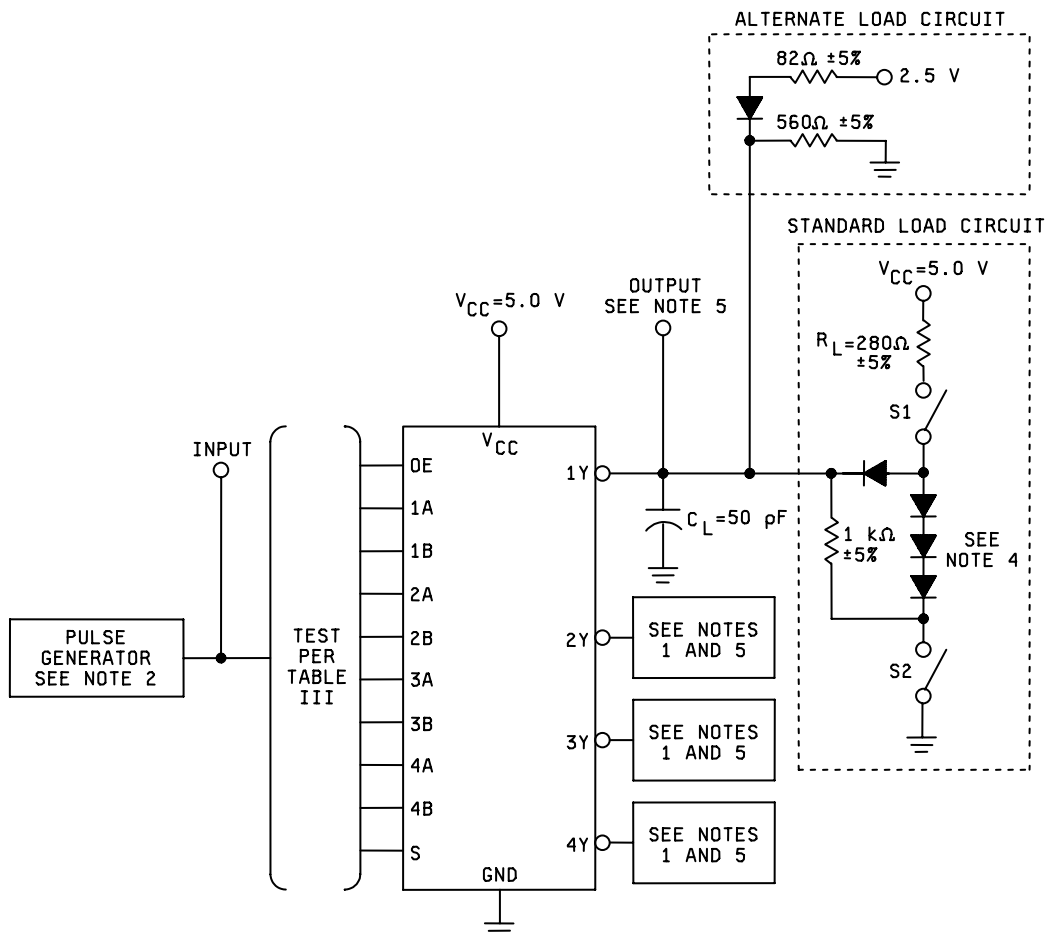 ALTERNATE LOAD CIRCUIT
82Ω ±5%
2.5 V
560Ω ±5%
STANDARD LOAD CIRCUIT
VCC=5.0 V
RL=280Ω
±5%
S1
OUTPUT
SEE NOTE 5
VCC=5.0 V
VCC
INPUT
OE
1A
1B
2A
2B
3A
3B
4A
4B
S
GND
1Y
2Y
3Y
4Y
CL=50 pF
1 kΩ
±5%
SEE
NOTE 4
S2
PULSE
GENERATOR
SEE NOTE 2
TEST
PER
TABLE
III
SEE NOTES
1 AND 5
SEE NOTES
1 AND 5
SEE NOTES
1 AND 5